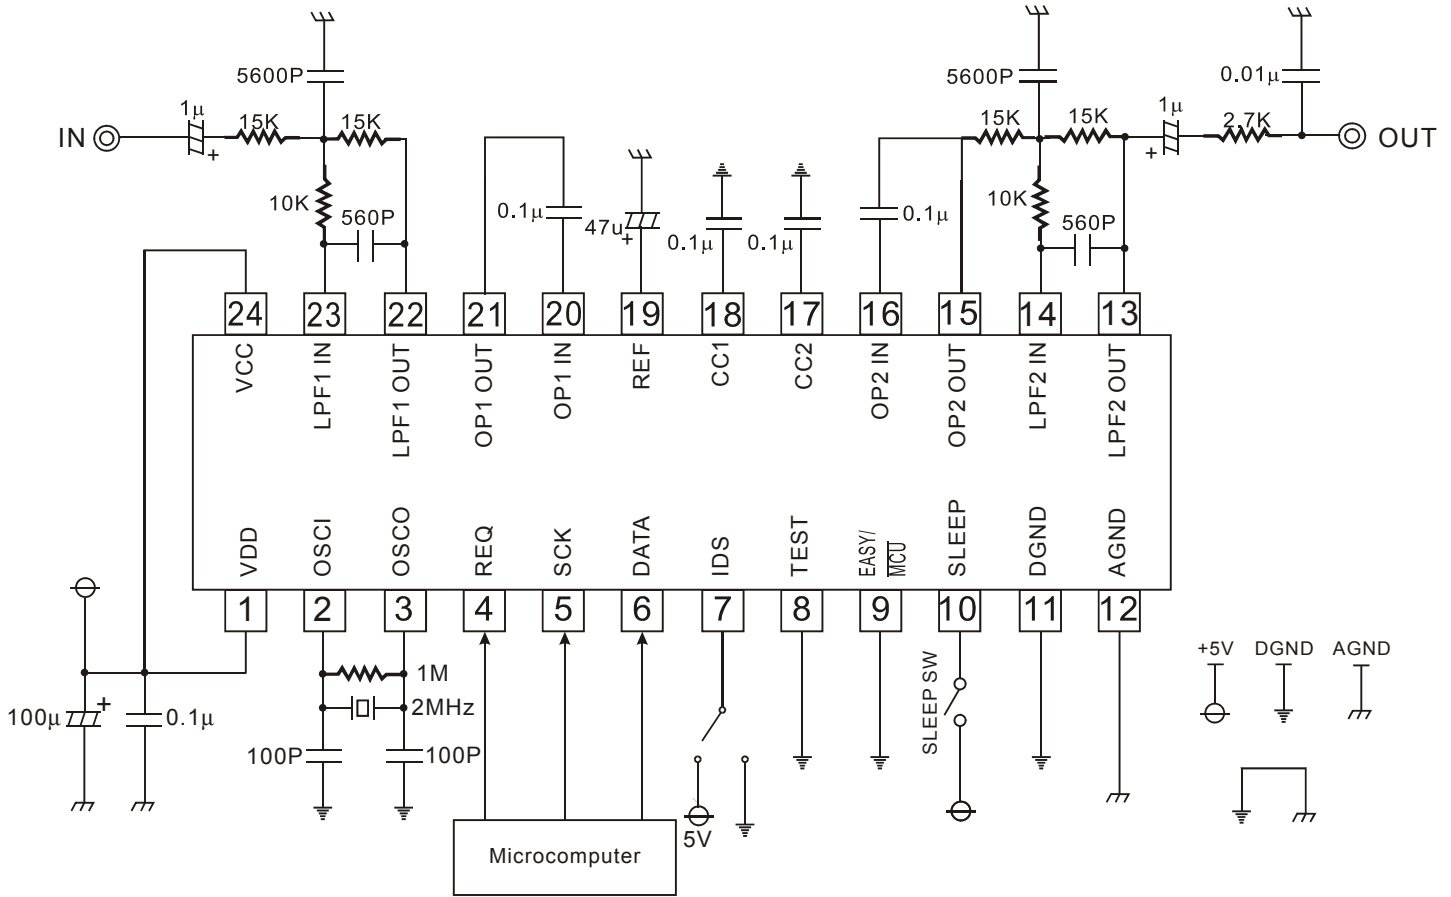 5600P
5600P
0.01μ
1μ
1μ
15K
15K
15K
15K
2.7K
IN
OUT
+
+
10K
10K
560P
560P
0.1μ
47u
+
0.1μ
0.1μ
0.1μ
24
23
22
21
20
19
18
17
16
15
14
13
VCC
LPF1 IN
LPF1 OUT
OP1 OUT
OP1 IN
REF
CC1
CC2
OP2 IN
OP2 OUT
LPF2 IN
LPF2 OUT
VDD
OSCI
OSCO
REQ
SCK
DATA
IDS
TEST
EASY/
MCU
SLEEP
DGND
AGND
1
2
3
4
5
6
7
8
9
10
11
12
1M
2MHz
100μ
+
0.1μ
100P
100P
SLEEP SW
+5V
DGND
AGND
5V
Microcomputer